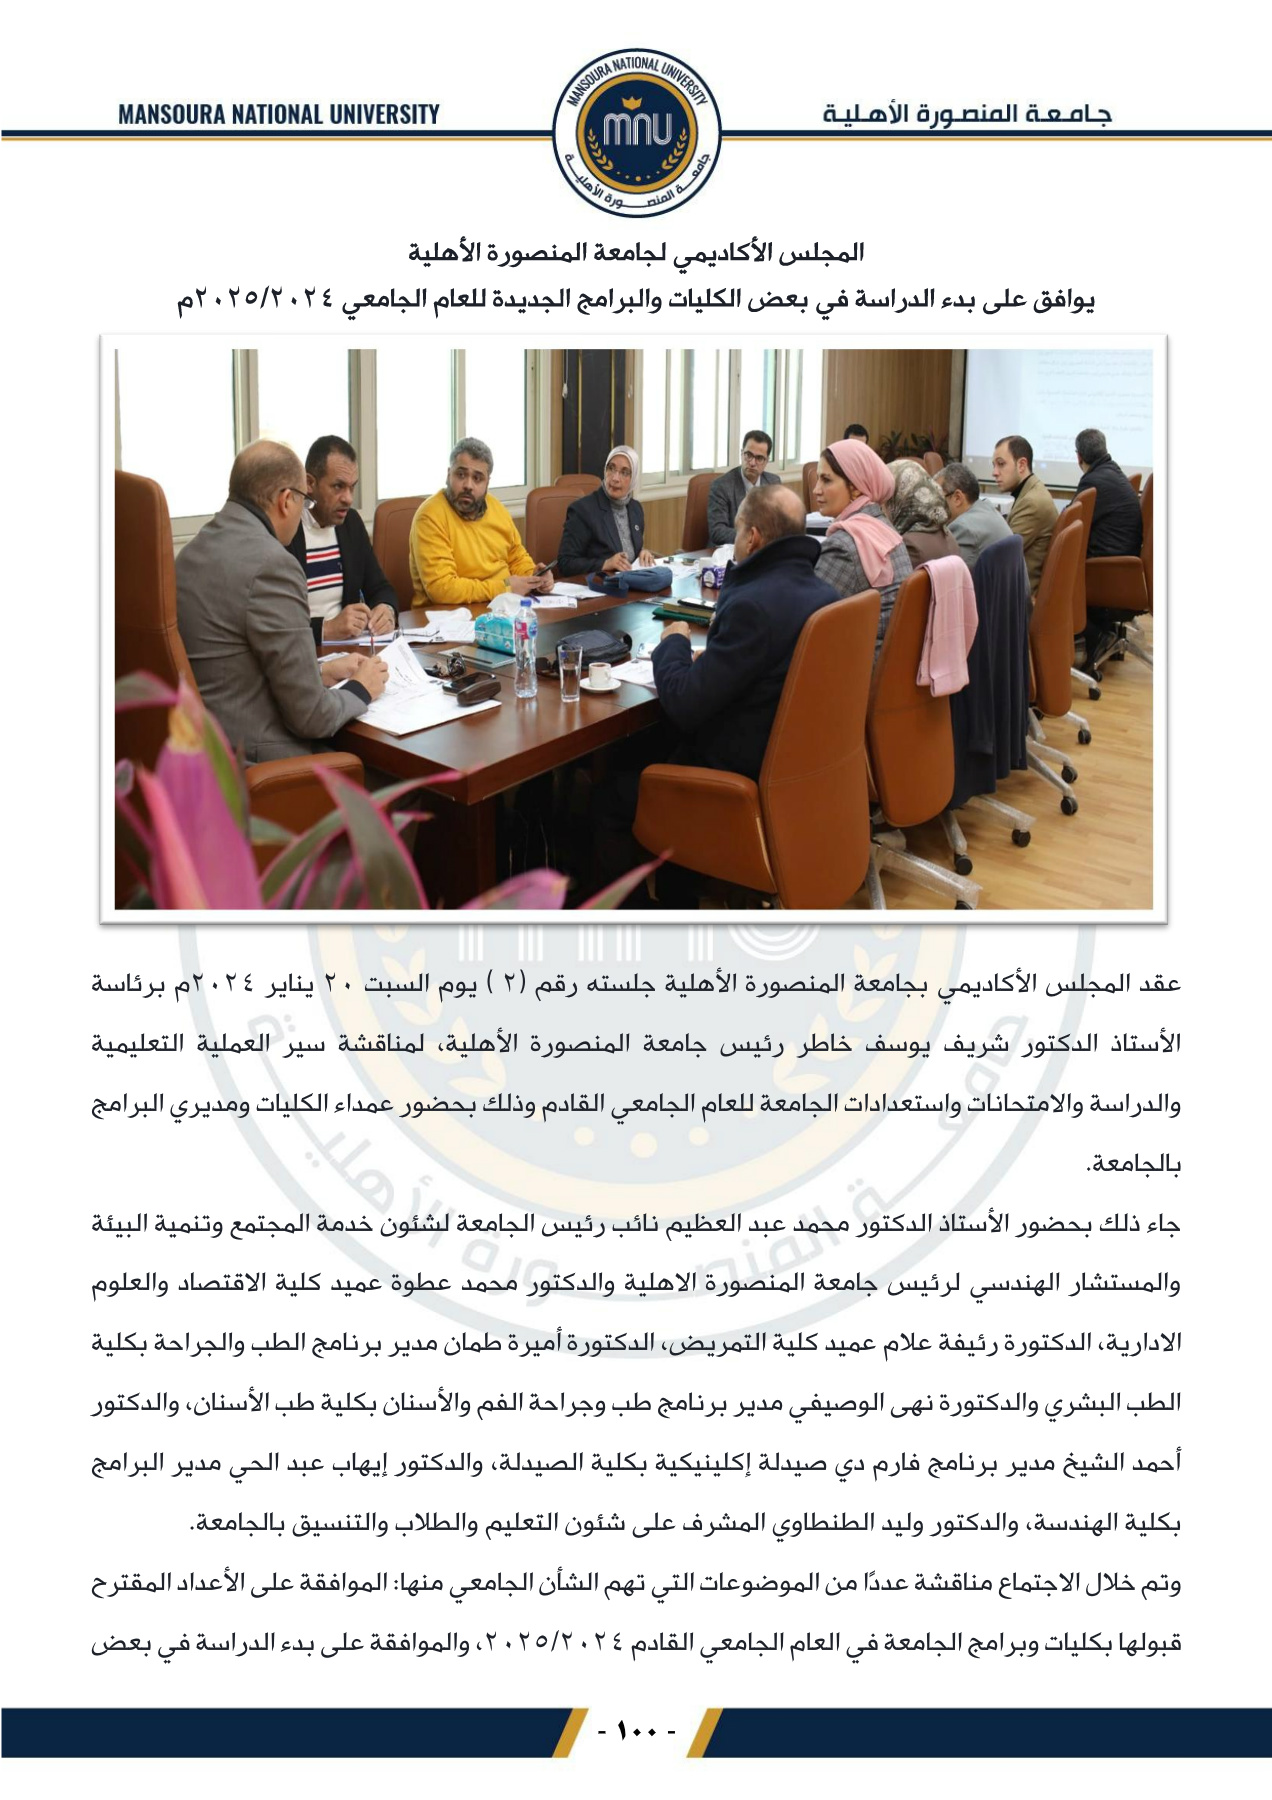 MANSOURA NATIONAL UNIVERSITY
جامعة المنصورة الأهلية
MANSOURA NATIONAL UNIVERSITY
mnu
جامعة المنصورة الأهلية
المجلس الأكاديمي لجامعة المنصورة الأهلية
يوافق على بدء الدراسة في بعض الكليات والبرامج الجديدة للعام الجامعي ٢٠٢٥/٢٠٢٤م
عقد المجلس الأكاديمي بجامعة المنصورة الأهلية جلسته رقم (٢ ) يوم السبت ٢٠ يناير ٢٠٢٤م برئاسة
الأستاذ الدكتور شريف يوسف خاطر رئيس جامعة المنصورة الأهلية، لمناقشة سير العملية التعليمية
والدراسة والامتحانات واستعدادات الجامعة للعام الجامعي القادم وذلك بحضور عمداء الكليات ومديري البرامج
بالجامعة.
جاء ذلك بحضور الأستاذ الدكتور محمد عبد العظيم نائب رئيس الجامعة لشئون خدمة المجتمع وتنمية البيئة
والمستشار الهندسي لرئيس جامعة المنصورة الاهلية والدكتور محمد عطوة عميد كلية الاقتصاد والعلوم
الادارية، الدكتورة رئيفة علام عميد كلية التمريض، الدكتورة أميرة طمان مدير برنامج الطب والجراحة بكلية
الطب البشري والدكتورة نهى الوصيفي مدير برنامج طب وجراحة الفم والأسنان بكلية طب الأسنان، والدكتور
أحمد الشيخ مدير برنامج فارم دي صيدلة إكلينيكية بكلية الصيدلة، والدكتور إيهاب عبد الحي مدير البرامج
بكلية الهندسة، والدكتور وليد الطنطاوي المشرف على شئون التعليم والطلاب والتنسيق بالجامعة.
وتم خلال الاجتماع مناقشة عددًا من الموضوعات التي تهم الشأن الجامعي منها: الموافقة على الأعداد المقترح
قبولها بكليات وبرامج الجامعة في العام الجامعي القادم ٢٠٢٥/٢٠٢٤، والموافقة على بدء الدراسة في بعض
- ١٠٠ -